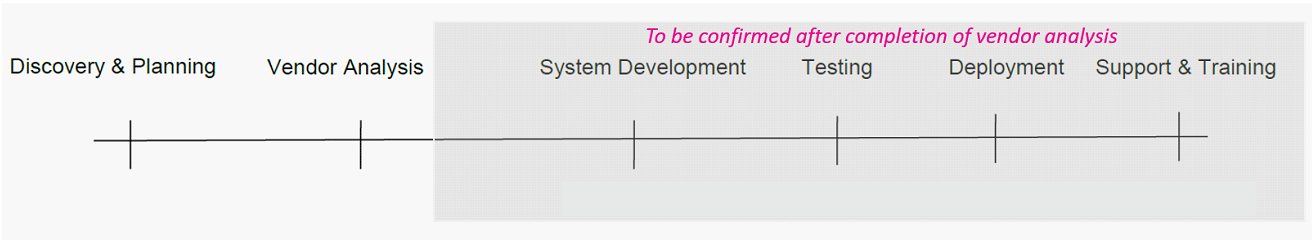 To be confirmed after completion of vendor analysis
Discovery & Planning Vendor Analysis System Development Testing Deployment Support & Training